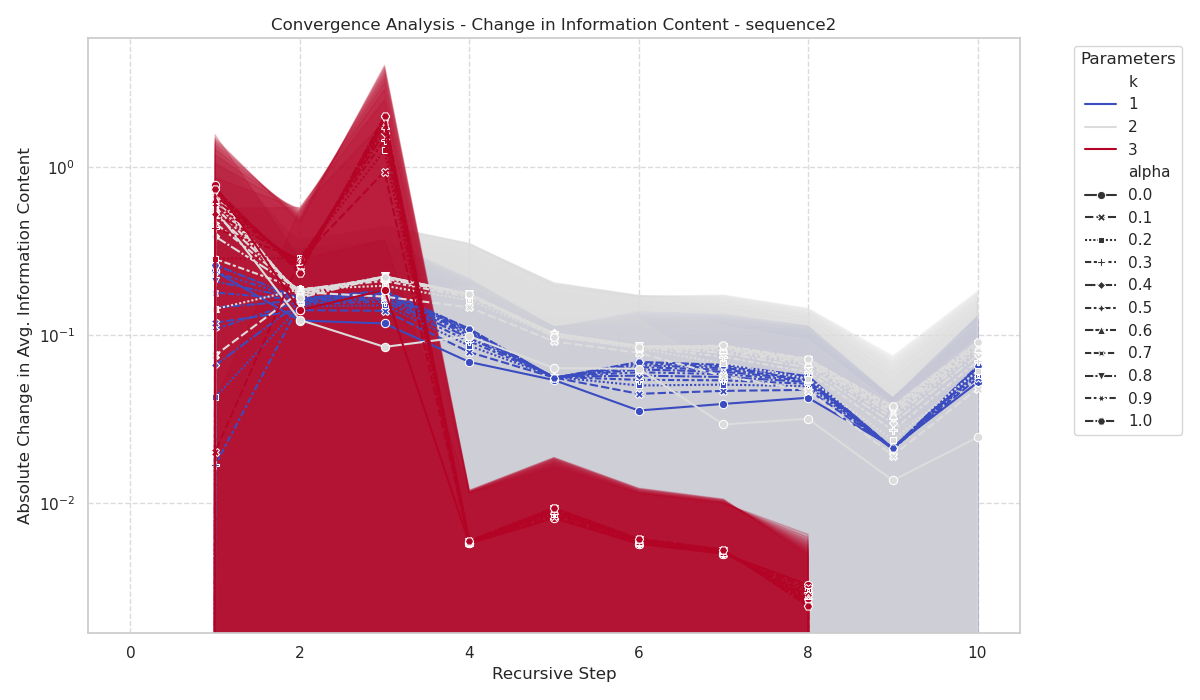 Convergence Analysis - Change in Information Content - sequence2
Absolute Change in Avg. Information Content
10⁰
10⁻¹
10⁻²
0 2 4 6 8 10
Recursive Step
Parameters
k
1
2
3
alpha
0.0
0.1
0.2
0.3
0.4
0.5
0.6
0.7
0.8
0.9
1.0